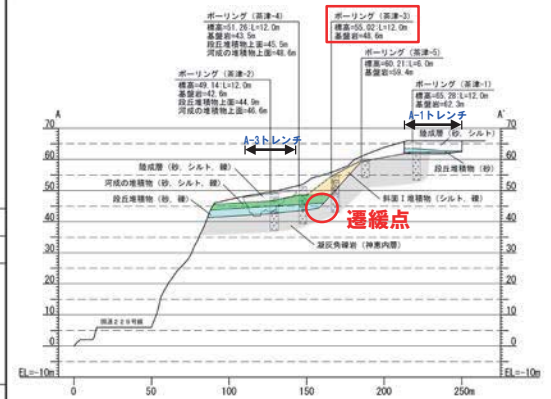 ボーリング（茶津-4）
標高=51.26:L=12.0m
基盤岩=43.5m
段丘堆積物上面=45.5m
河成の堆積物上面=48.6m
ボーリング（茶津-3）
標高=55.02:L=12.0m
基盤岩=48.6m
ボーリング（茶津-5）
標高=60.21:L=6.0m
基盤岩=59.4m
ボーリング（茶津-2）
標高=49.14:L=12.0m
基盤岩=42.6m
段丘堆積物上面=44.9m
河成の堆積物上面=46.6m
ボーリング（茶津-1）
標高=65.28:L=12.0m
基盤岩=62.3m
A
A'
A-3トレンチ
A-1トレンチ
陸成層（砂、シルト）
段丘堆積物（砂）
陸成層（砂、シルト、礫）
河成の堆積物（砂、シルト、礫）
段丘堆積物（砂、礫）
斜面Ⅰ堆積物（シルト、礫）
遷緩点
凝灰角礫岩（神恵内層）
国道229号線
70
60
50
40
30
20
10
0
EL=-10m
70
60
50
40
30
20
10
0
EL=-10m
0
50
100
150
200
250m